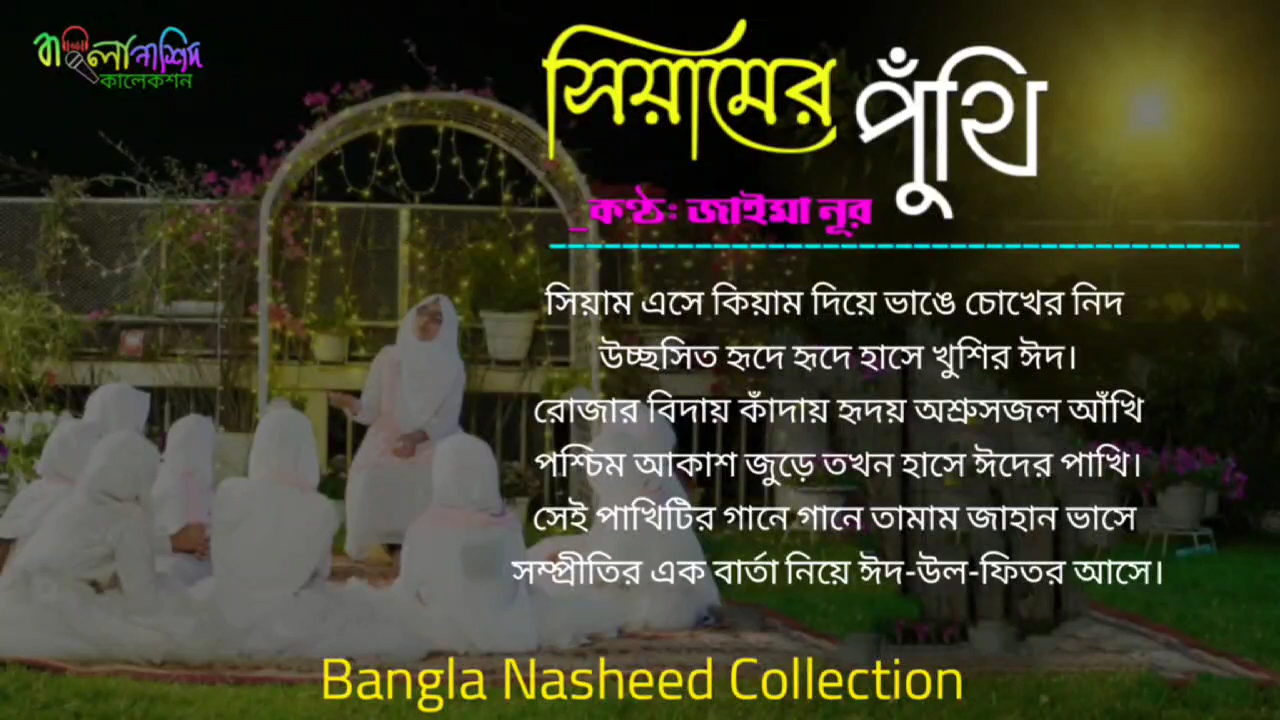 বাংলা নাশিদ
কালেকশন
সিয়ামের পুঁথি
_কণ্ঠঃ জাইমা নূর
সিয়াম এসে কিয়াম দিয়ে ভাঙে চোখের নিদ
উচ্ছসিত হৃদে হৃদে হাসে খুশির ঈদ।
রোজার বিদায় কাঁদায় হৃদয় অশ্রুসজল আঁখি
পশ্চিম আকাশ জুড়ে তখন হাসে ঈদের পাখি।
সেই পাখিটির গানে গানে তামাম জাহান ভাসে
সম্প্রীতির এক বার্তা নিয়ে ঈদ-উল-ফিতর আসে।
Bangla Nasheed Collection